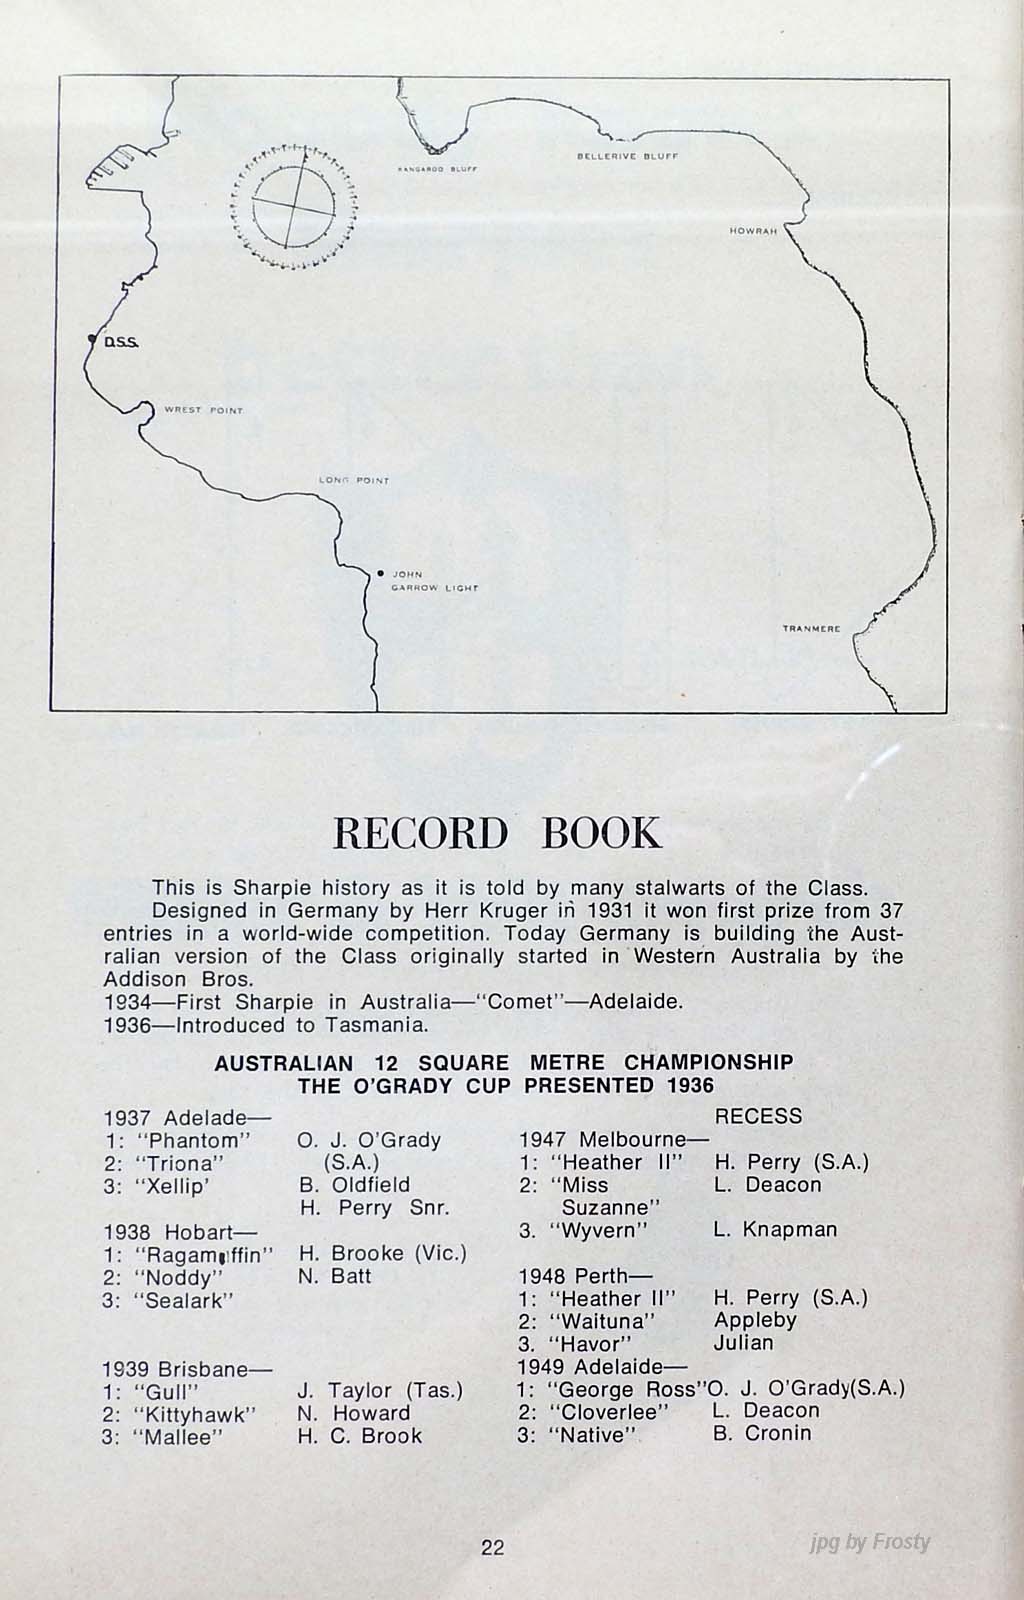 KANGAROO BLUFF
BELLERIVE BLUFF
HOWRAH
D.S.S.
WREST POINT
LONG POINT
JOHN
GARROW LIGHT
TRANMERE
RECORD BOOK
This is Sharpie history as it is told by many stalwarts of the Class.
Designed in Germany by Herr Kruger in 1931 it won first prize from 37
entries in a world-wide competition. Today Germany is building the Aust-
ralian version of the Class originally started in Western Australia by the
Addison Bros.
1934—First Sharpie in Australia—"Comet"—Adelaide.
1936—Introduced to Tasmania.
AUSTRALIAN 12 SQUARE METRE CHAMPIONSHIP
THE O'GRADY CUP PRESENTED 1936
1937 Adelade—
1: "Phantom" O. J. O'Grady
2: "Triona" (S.A.)
3: "Xellip' B. Oldfield
H. Perry Snr.
1938 Hobart—
1: "Ragamuffin" H. Brooke (Vic.)
2: "Noddy" N. Batt
3: "Sealark"
1939 Brisbane—
1: "Gull" J. Taylor (Tas.)
2: "Kittyhawk" N. Howard
3: "Mallee" H. C. Brook
RECESS
1947 Melbourne—
1: "Heather II" H. Perry (S.A.)
2: "Miss L. Deacon
Suzanne"
3. "Wyvern" L. Knapman
1948 Perth—
1: "Heather II" H. Perry (S.A.)
2: "Waituna" Appleby
3. "Havor" Julian
1949 Adelaide—
1: "George Ross"O. J. O'Grady(S.A.)
2: "Cloverlee" L. Deacon
3: "Native" B. Cronin
22
jpg by Frosty